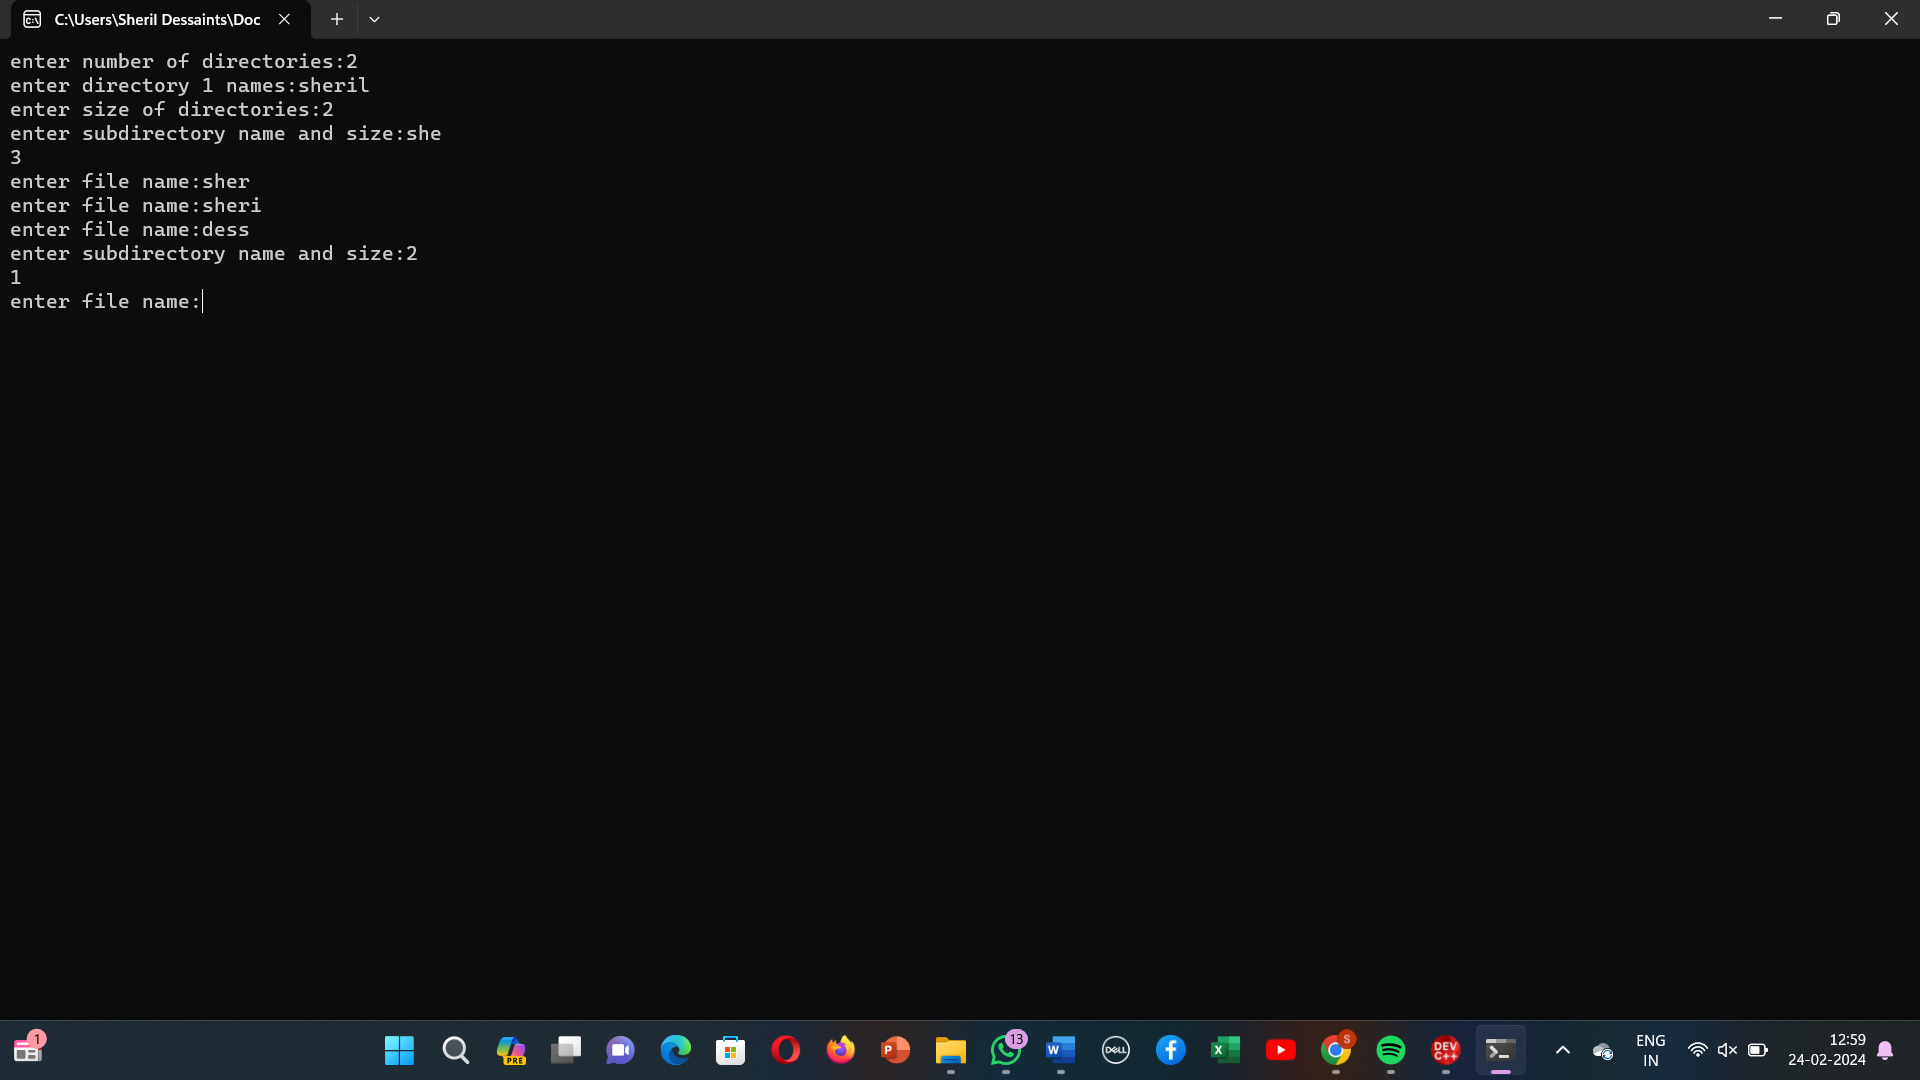 C:\Users\Sheril Dessaints\Doc
enter number of directories:2
enter directory 1 names:sheril
enter size of directories:2
enter subdirectory name and size:she
3
enter file name:sher
enter file name:sheri
enter file name:dess
enter subdirectory name and size:2
1
enter file name:
1
PRE
P
13
W
DELL
f
X
S
DEV
C++
ENG
IN
12:59
24-02-2024